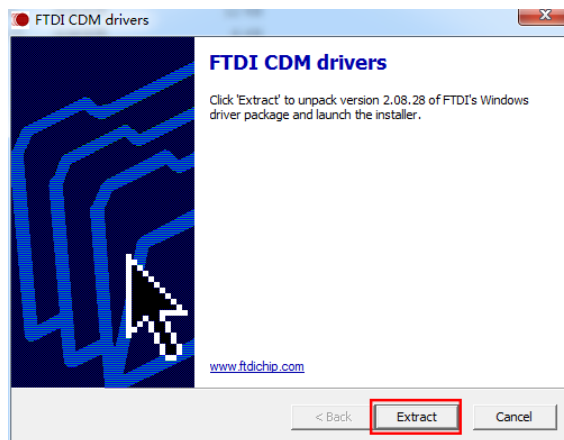 FTDI CDM drivers
FTDI CDM drivers
Click 'Extract' to unpack version 2.08.28 of FTDI's Windows
driver package and launch the installer.
www.ftdichip.com
< Back Extract Cancel